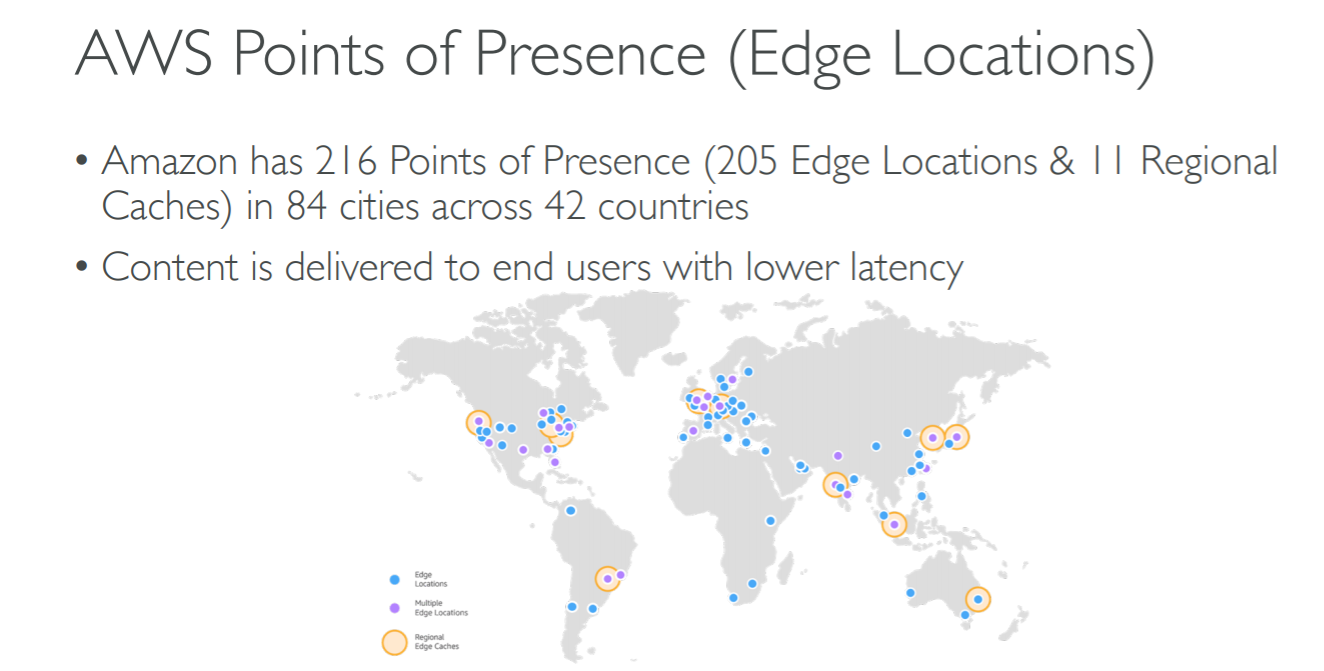 AWS Points of Presence (Edge Locations)
• Amazon has 216 Points of Presence (205 Edge Locations & 11 Regional
Caches) in 84 cities across 42 countries
• Content is delivered to end users with lower latency
Edge
Locations
Multiple
Edge Locations
Regional
Edge Caches